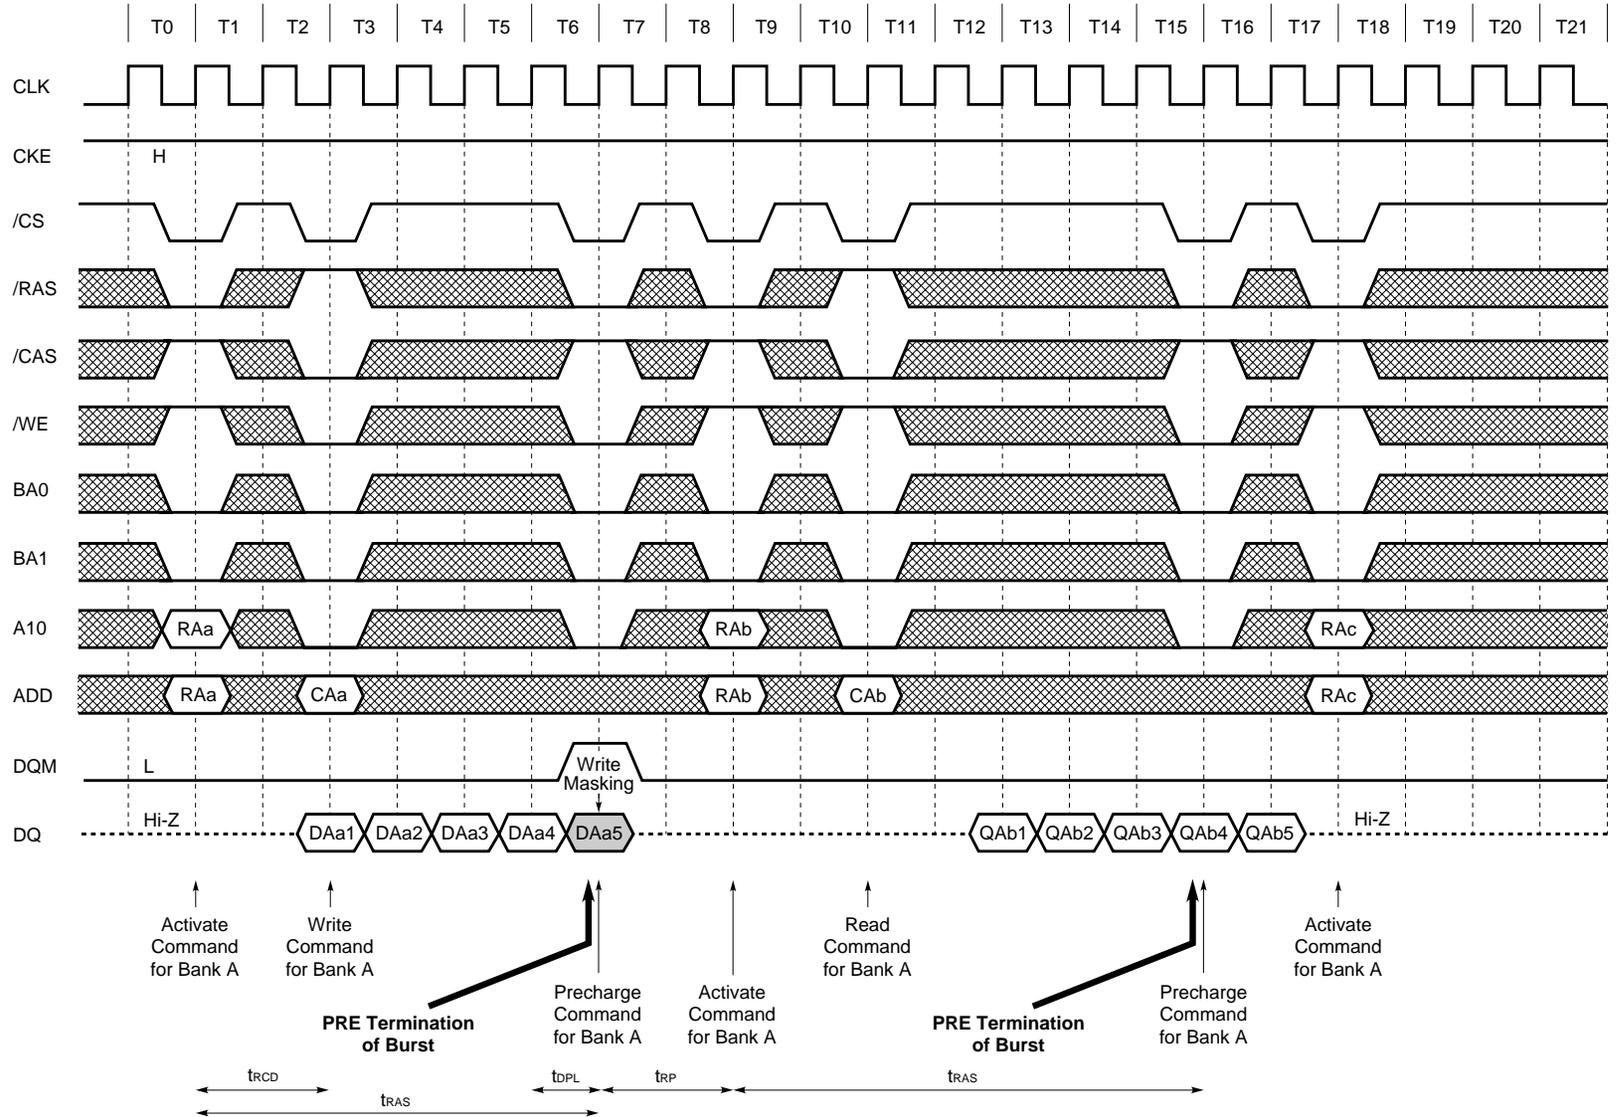 T0 T1 T2 T3 T4 T5 T6 T7 T8 T9 T10 T11 T12 T13 T14 T15 T16 T17 T18 T19 T20 T21
CLK
CKE H
/CS
/RAS
/CAS
/WE
BA0
BA1
A10 RAa RAb RAc
ADD RAa CAa RAb CAb RAc
DQM L Write
Masking
DQ Hi-Z DAa1 DAa2 DAa3 DAa4 DAa5 QAb1 QAb2 QAb3 QAb4 QAb5 Hi-Z
Activate
Command
for Bank A
Write
Command
for Bank A
PRE Termination
of Burst
Precharge
Command
for Bank A
Activate
Command
for Bank A
Read
Command
for Bank A
PRE Termination
of Burst
Precharge
Command
for Bank A
Activate
Command
for Bank A
tRCD tDPL tRP tRAS
tRAS